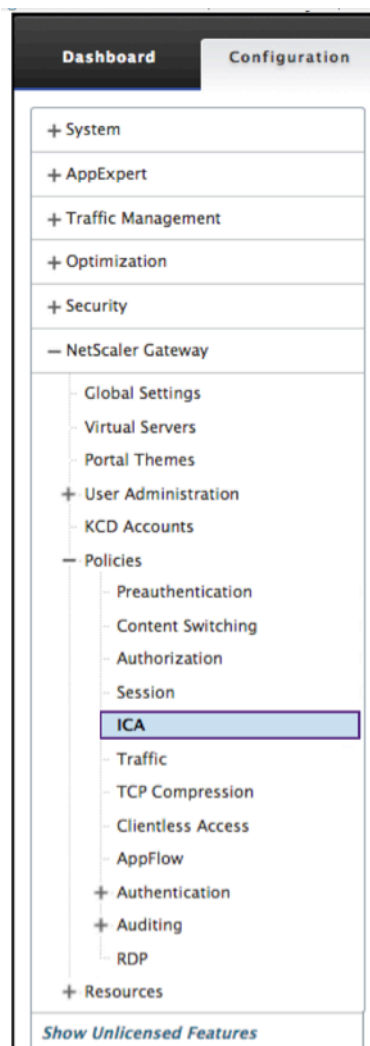 Dashboard Configuration
+ System
+ AppExpert
+ Traffic Management
+ Optimization
+ Security
− NetScaler Gateway
Global Settings
Virtual Servers
Portal Themes
+ User Administration
KCD Accounts
− Policies
Preauthentication
Content Switching
Authorization
Session
ICA
Traffic
TCP Compression
Clientless Access
AppFlow
+ Authentication
+ Auditing
RDP
+ Resources
Show Unlicensed Features